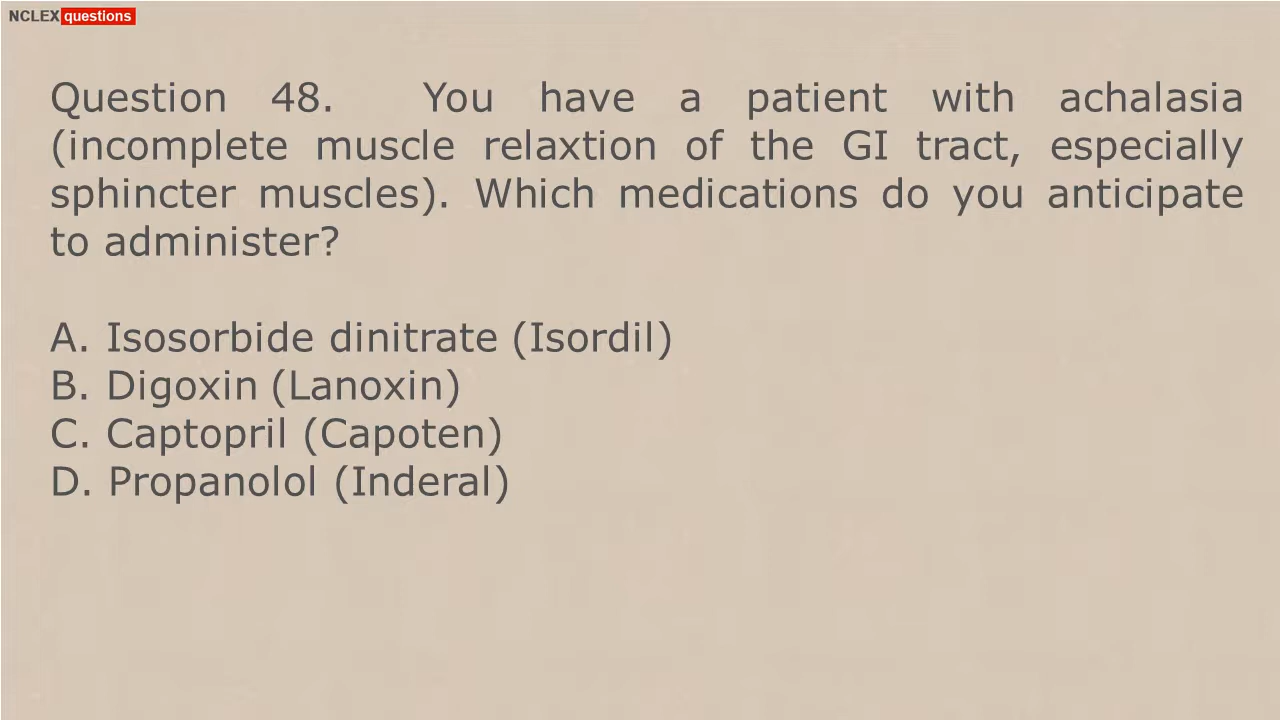 NCLEX questions
Question 48. You have a patient with achalasia
(incomplete muscle relaxtion of the GI tract, especially
sphincter muscles). Which medications do you anticipate
to administer?
A. Isosorbide dinitrate (Isordil)
B. Digoxin (Lanoxin)
C. Captopril (Capoten)
D. Propanolol (Inderal)